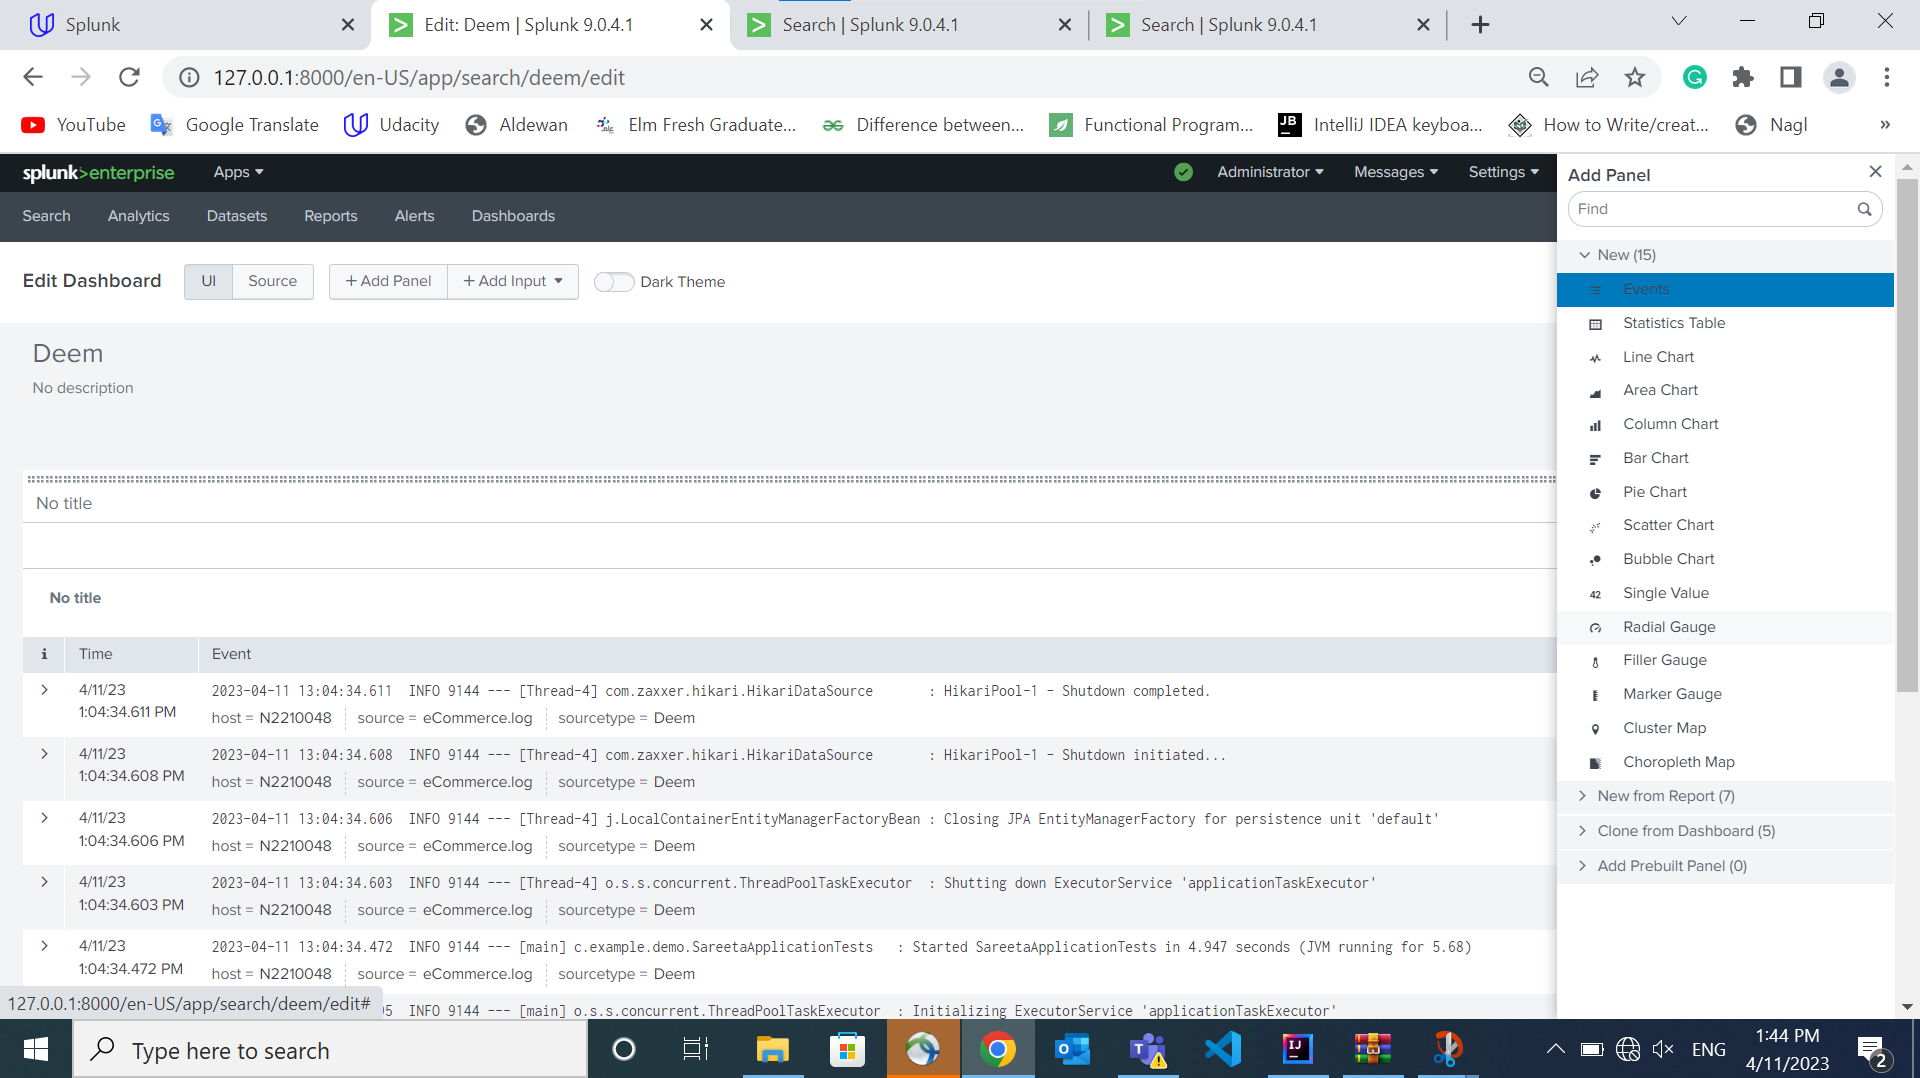 Splunk
Edit: Deem | Splunk 9.0.4.1
Search | Splunk 9.0.4.1
Search | Splunk 9.0.4.1
127.0.0.1:8000/en-US/app/search/deem/edit
YouTube
Google Translate
Udacity
Aldewan
Elm Fresh Graduate...
Difference between...
Functional Program...
IntelliJ IDEA keyboa...
How to Write/creat...
Nagl
»
splunk>enterprise
Apps
Administrator
Messages
Settings
Search
Analytics
Datasets
Reports
Alerts
Dashboards
Edit Dashboard
UI
Source
+ Add Panel
+ Add Input
Dark Theme
Deem
No description
No title
No title
i
Time
Event
4/11/23
1:04:34.611 PM
2023-04-11 13:04:34.611  INFO 9144 --- [Thread-4] com.zaxxer.hikari.HikariDataSource       : HikariPool-1 - Shutdown completed.
host = N2210048
source = eCommerce.log
sourcetype = Deem
4/11/23
1:04:34.608 PM
2023-04-11 13:04:34.608  INFO 9144 --- [Thread-4] com.zaxxer.hikari.HikariDataSource       : HikariPool-1 - Shutdown initiated...
host = N2210048
source = eCommerce.log
sourcetype = Deem
4/11/23
1:04:34.606 PM
2023-04-11 13:04:34.606  INFO 9144 --- [Thread-4] j.LocalContainerEntityManagerFactoryBean : Closing JPA EntityManagerFactory for persistence unit 'default'
host = N2210048
source = eCommerce.log
sourcetype = Deem
4/11/23
1:04:34.603 PM
2023-04-11 13:04:34.603  INFO 9144 --- [Thread-4] o.s.s.concurrent.ThreadPoolTaskExecutor  : Shutting down ExecutorService 'applicationTaskExecutor'
host = N2210048
source = eCommerce.log
sourcetype = Deem
4/11/23
1:04:34.472 PM
2023-04-11 13:04:34.472  INFO 9144 --- [main] c.example.demo.SareetaApplicationTests   : Started SareetaApplicationTests in 4.947 seconds (JVM running for 5.68)
host = N2210048
source = eCommerce.log
sourcetype = Deem
127.0.0.1:8000/en-US/app/search/deem/edit#
5  INFO 9144 --- [main] o.s.s.concurrent.ThreadPoolTaskExecutor  : Initializing ExecutorService 'applicationTaskExecutor'
Add Panel
Find
New (15)
Events
Statistics Table
Line Chart
Area Chart
Column Chart
Bar Chart
Pie Chart
Scatter Chart
Bubble Chart
42 Single Value
Radial Gauge
Filler Gauge
Marker Gauge
Cluster Map
Choropleth Map
New from Report (7)
Clone from Dashboard (5)
Add Prebuilt Panel (0)
Type here to search
ENG
1:44 PM
4/11/2023
2